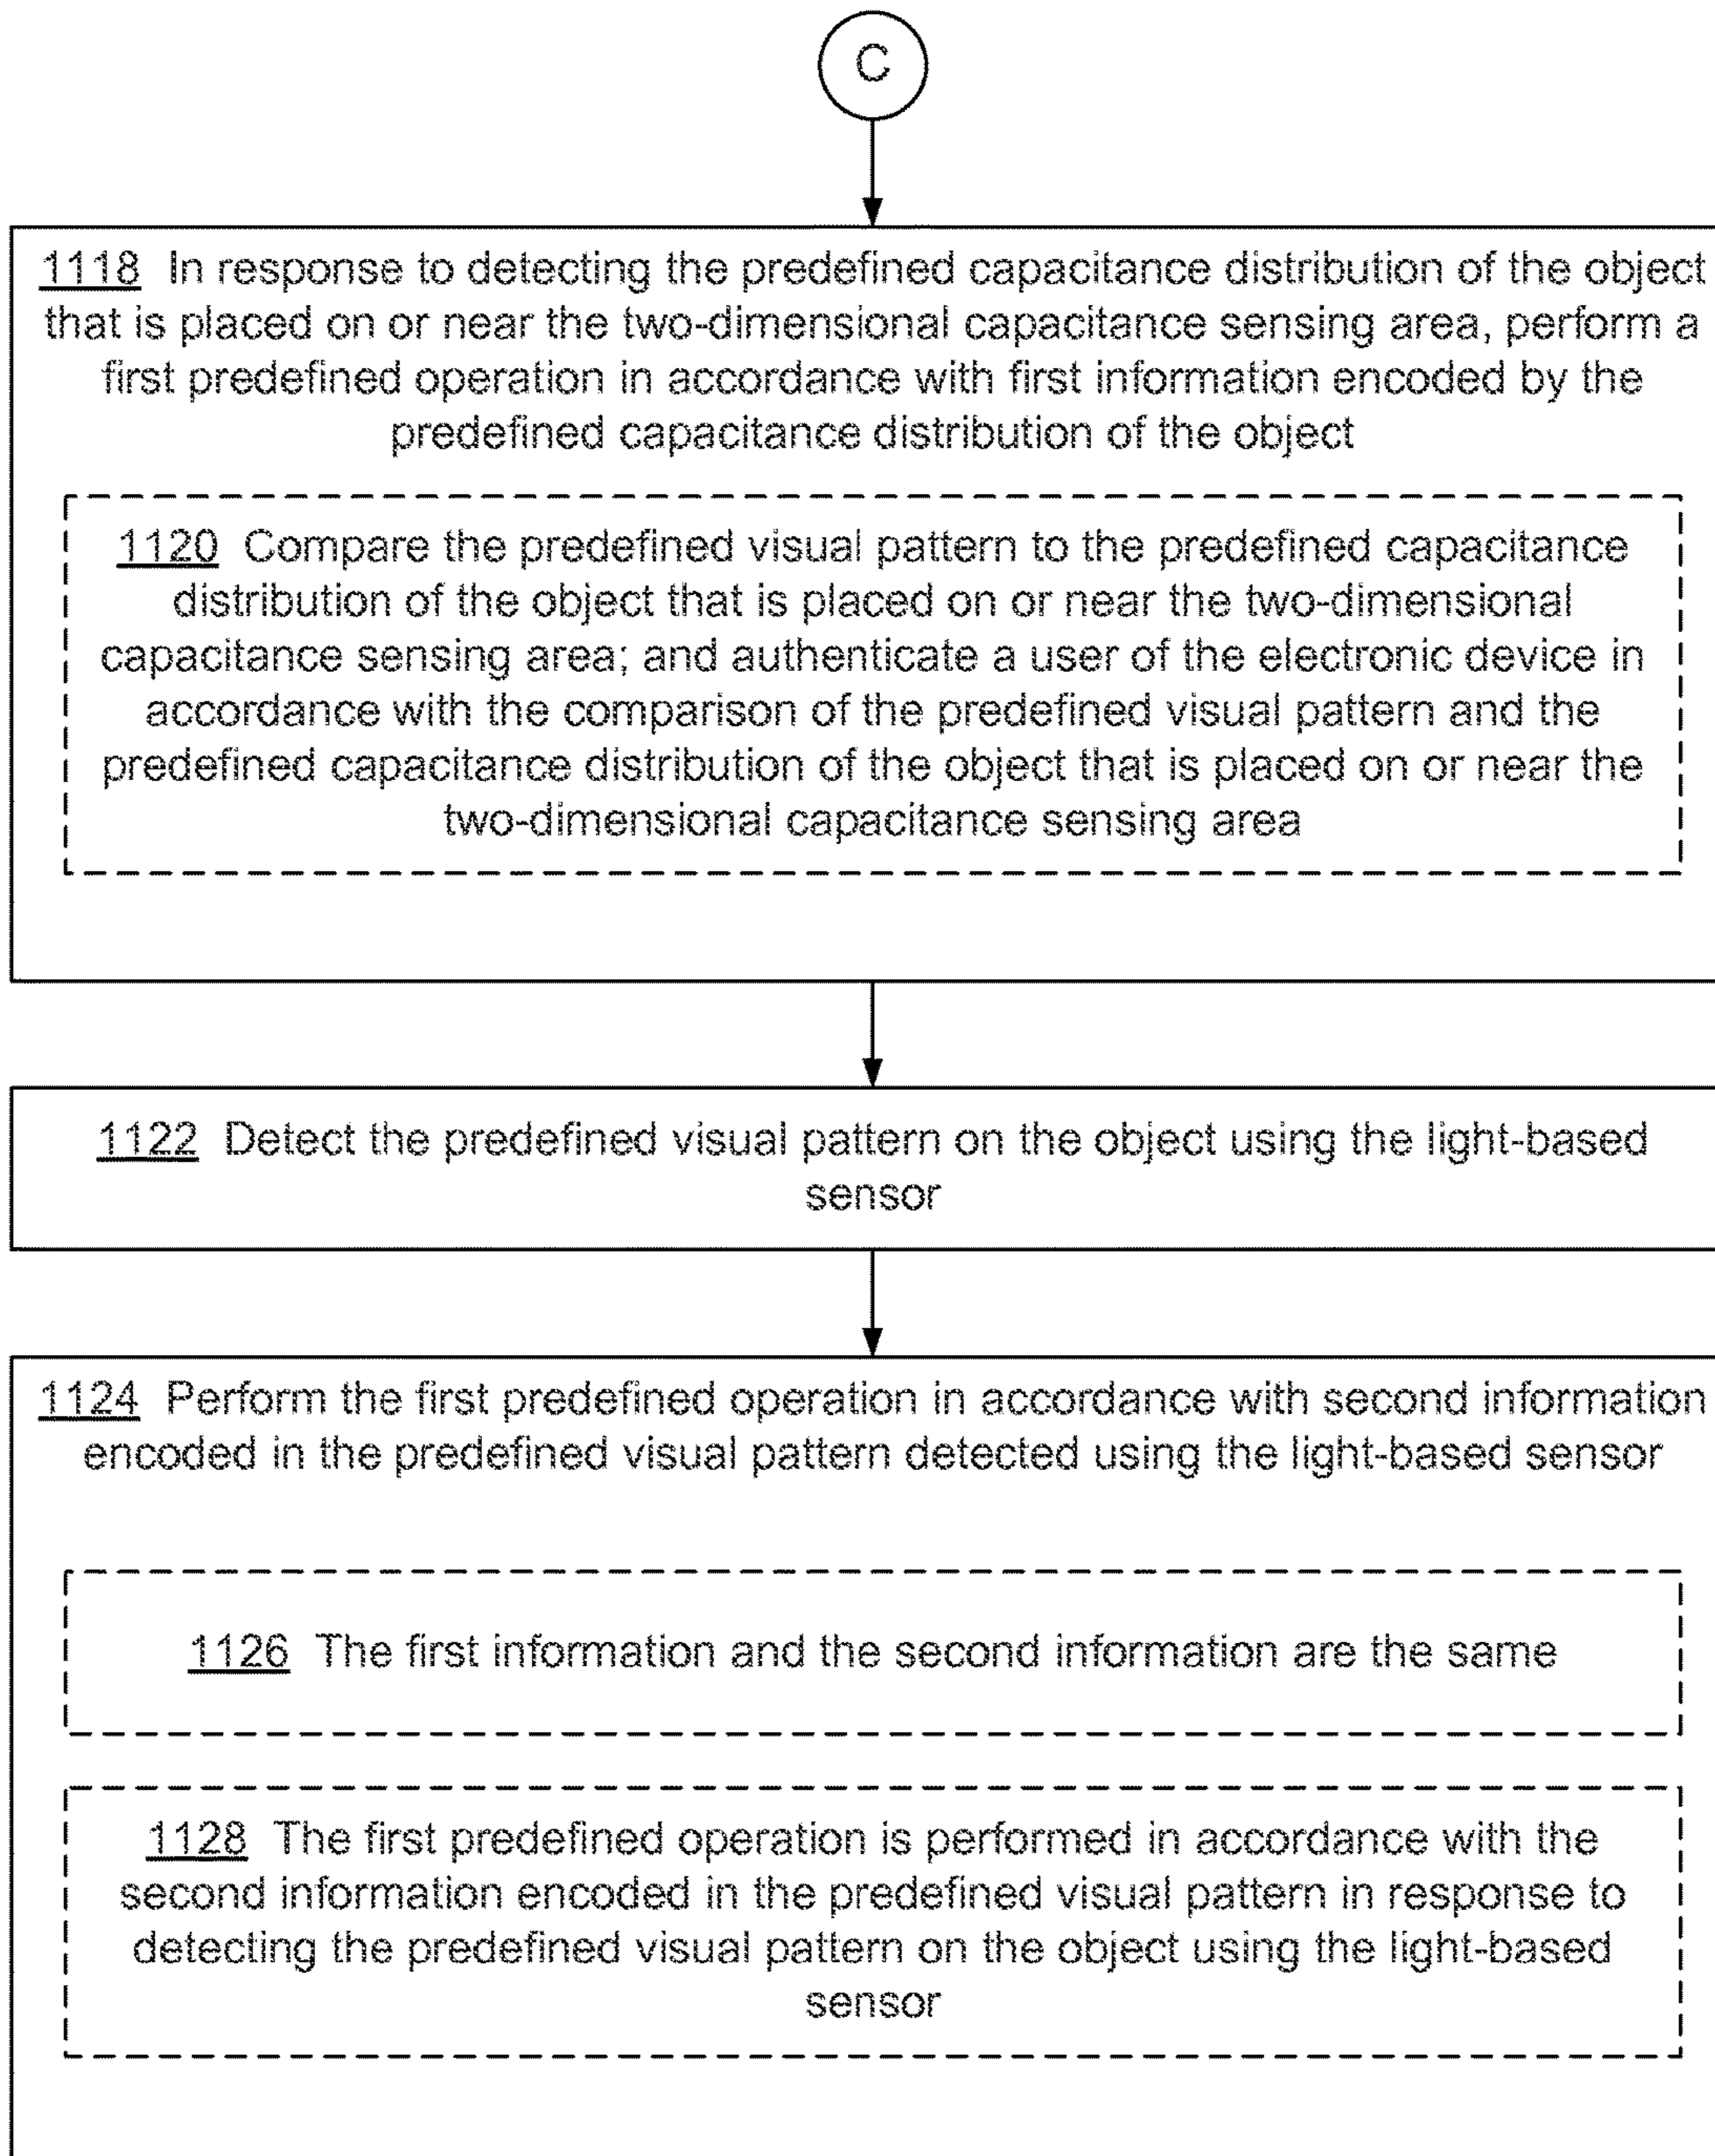 C
1118 In response to detecting the predefined capacitance distribution of the object
that is placed on or near the two-dimensional capacitance sensing area, perform a
first predefined operation in accordance with first information encoded by the
predefined capacitance distribution of the object
1120 Compare the predefined visual pattern to the predefined capacitance
distribution of the object that is placed on or near the two-dimensional
capacitance sensing area; and authenticate a user of the electronic device in
accordance with the comparison of the predefined visual pattern and the
predefined capacitance distribution of the object that is placed on or near the
two-dimensional capacitance sensing area
1122 Detect the predefined visual pattern on the object using the light-based
sensor
1124 Perform the first predefined operation in accordance with second information
encoded in the predefined visual pattern detected using the light-based sensor
1126 The first information and the second information are the same
1128 The first predefined operation is performed in accordance with the
second information encoded in the predefined visual pattern in response to
detecting the predefined visual pattern on the object using the light-based
sensor